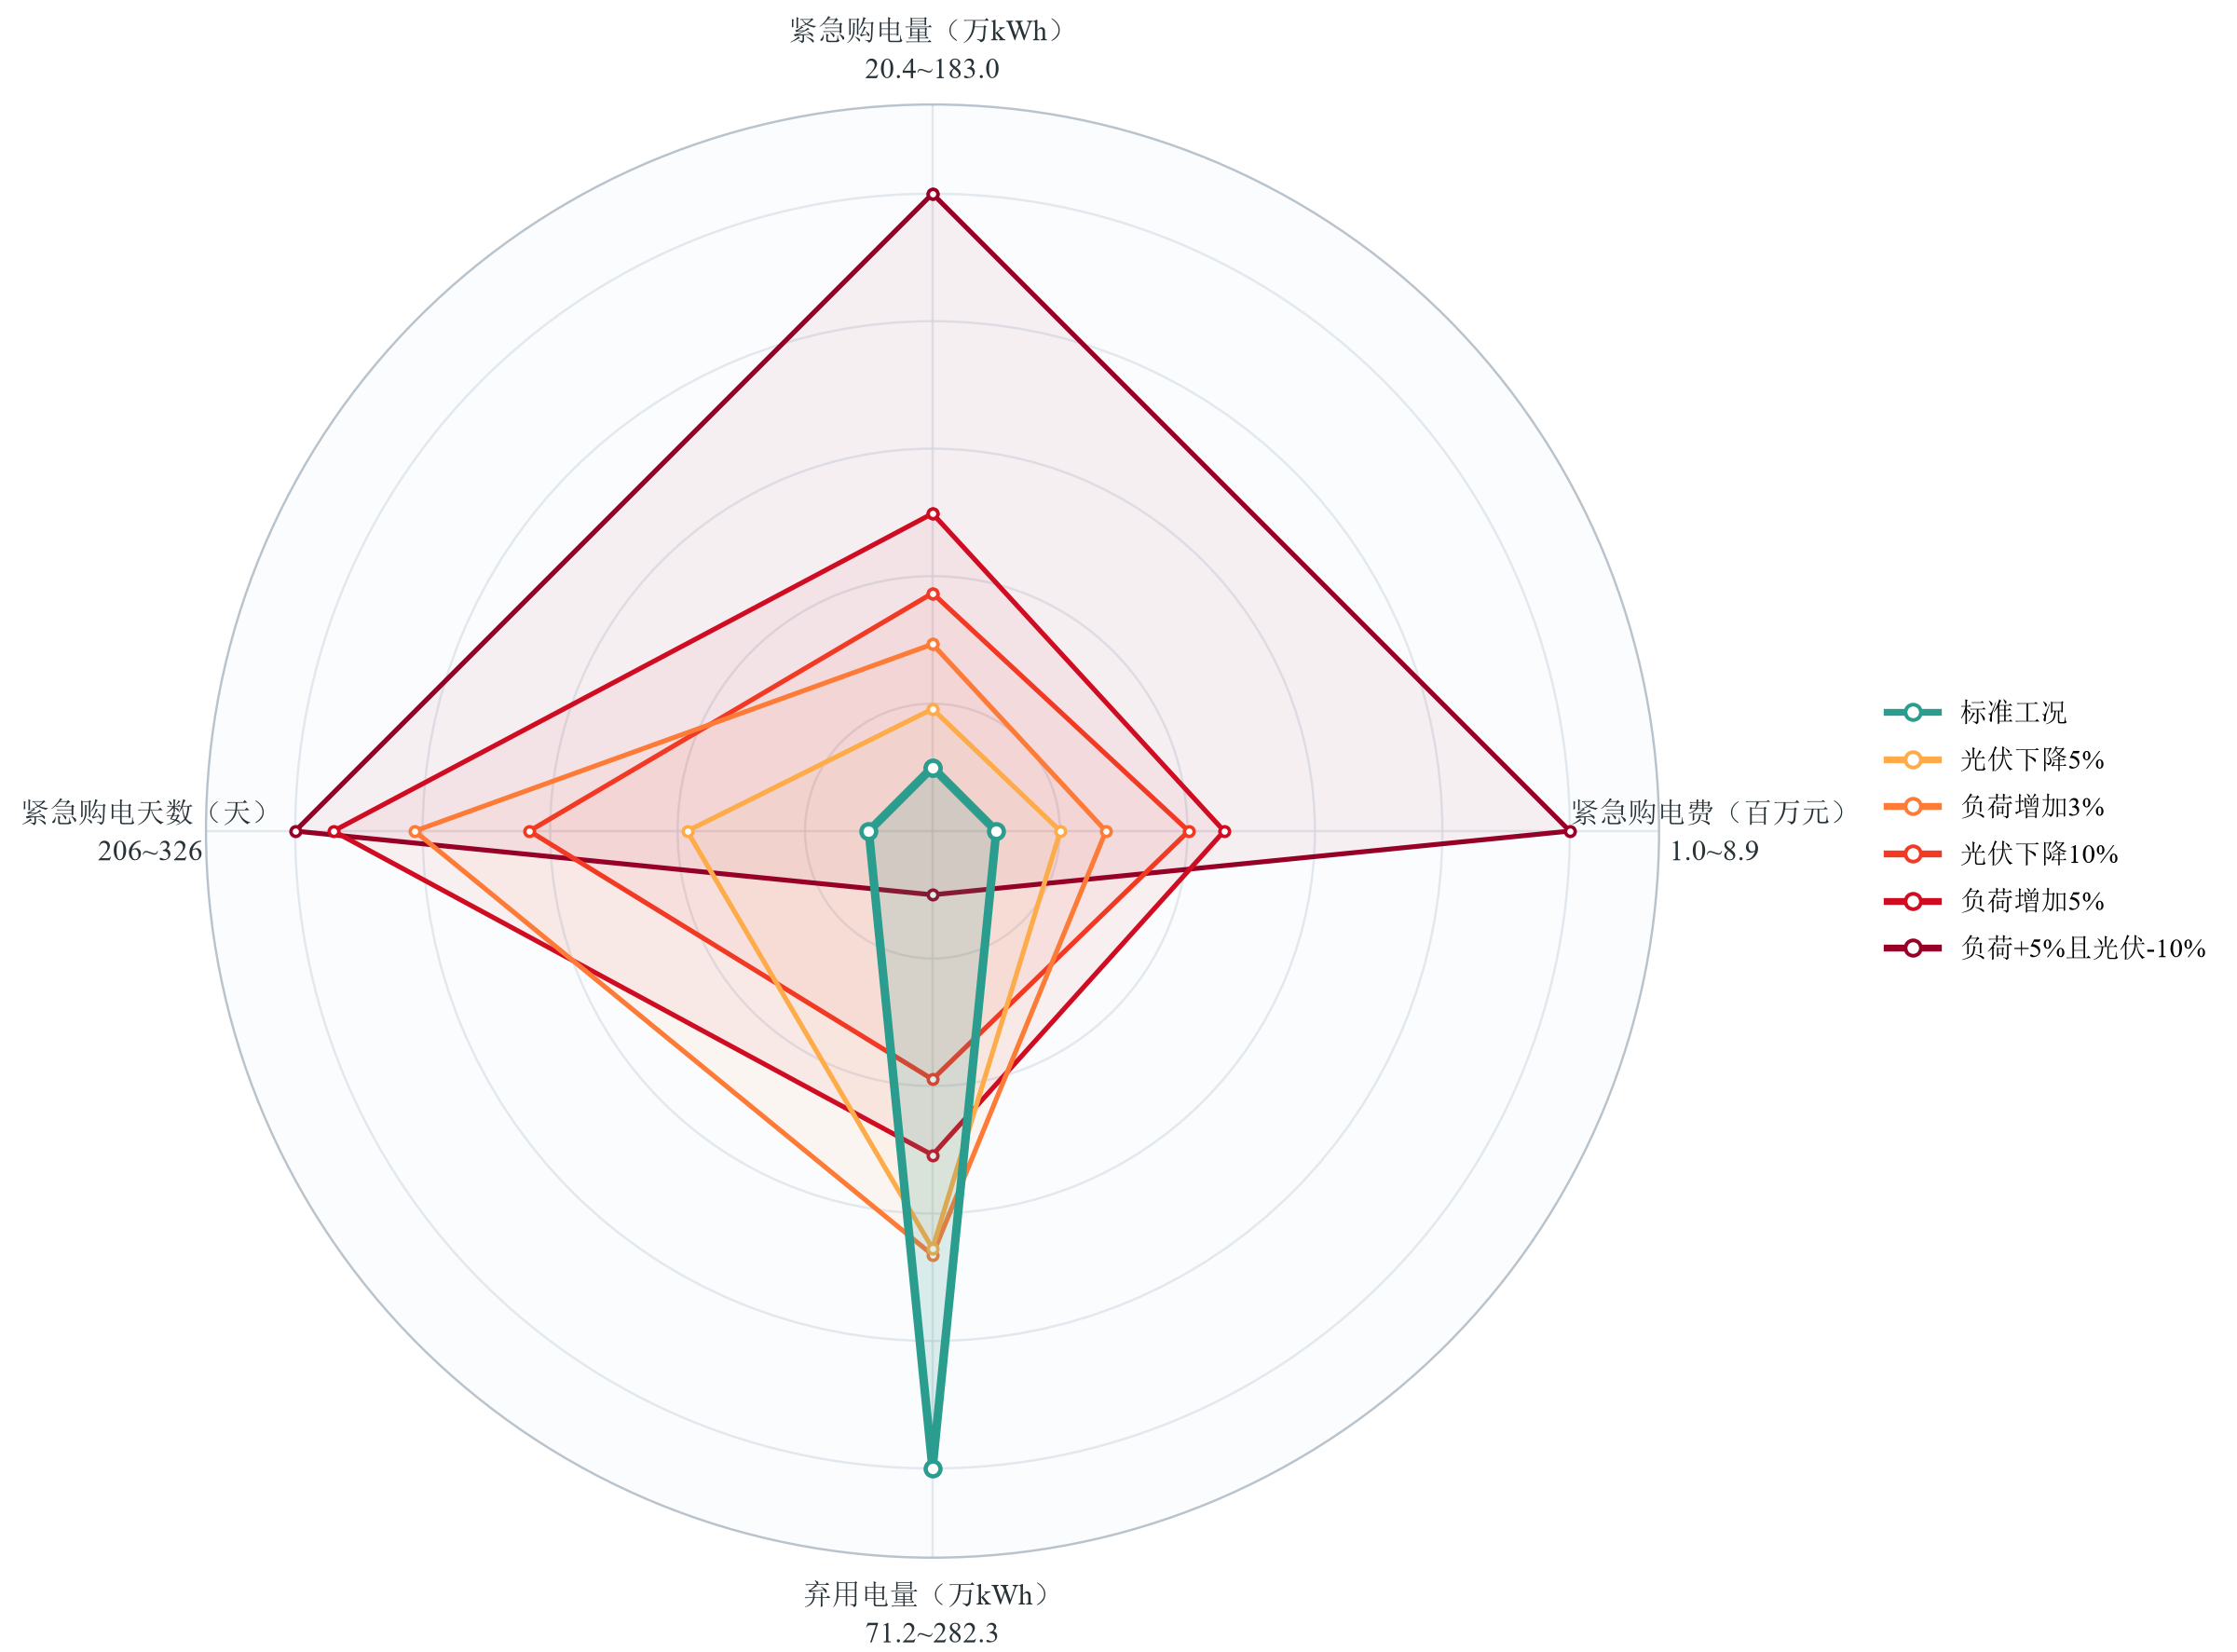 紧急购电量（万kWh）
20.4~183.0
紧急购电天数（天）
206~326
紧急购电费（百万元）
1.0~8.9
标准工况
光伏下降5%
负荷增加3%
光伏下降10%
负荷增加5%
负荷+5%且光伏-10%
弃用电量（万kWh）
71.2~282.3